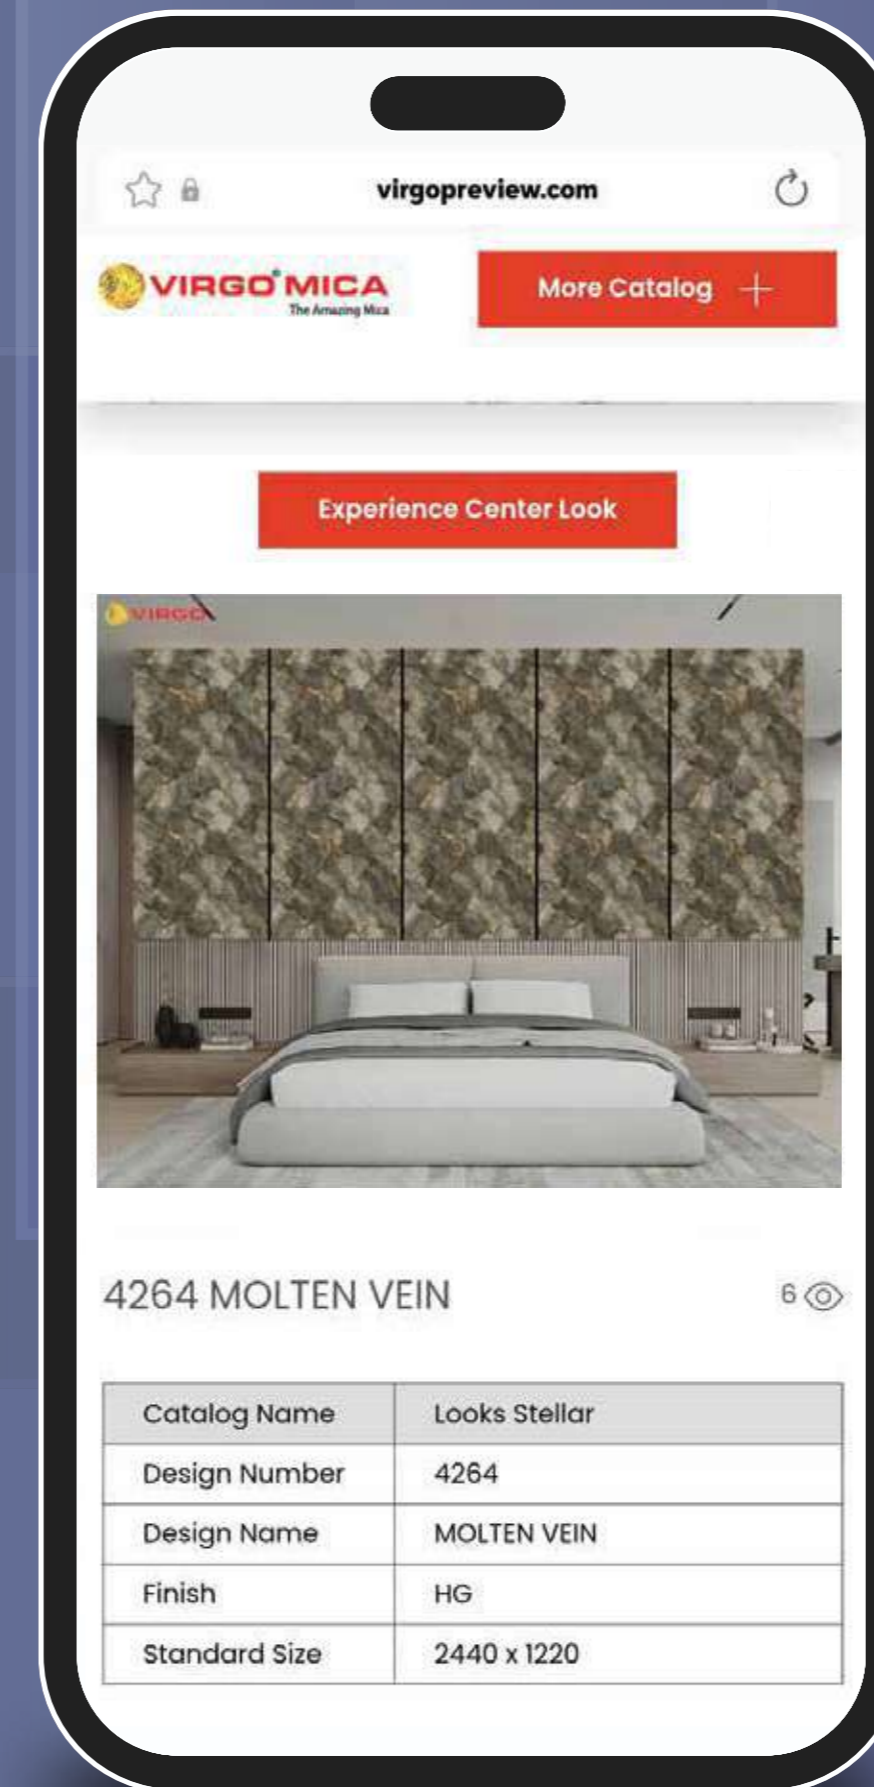 virgopreview.com
VIRGO MICA
The Amazing Mica
More Catalog +
Experience Center Look
VIRGO
4264 MOLTEN VEIN
6
Catalog Name Looks Stellar
Design Number 4264
Design Name MOLTEN VEIN
Finish HG
Standard Size 2440 x 1220